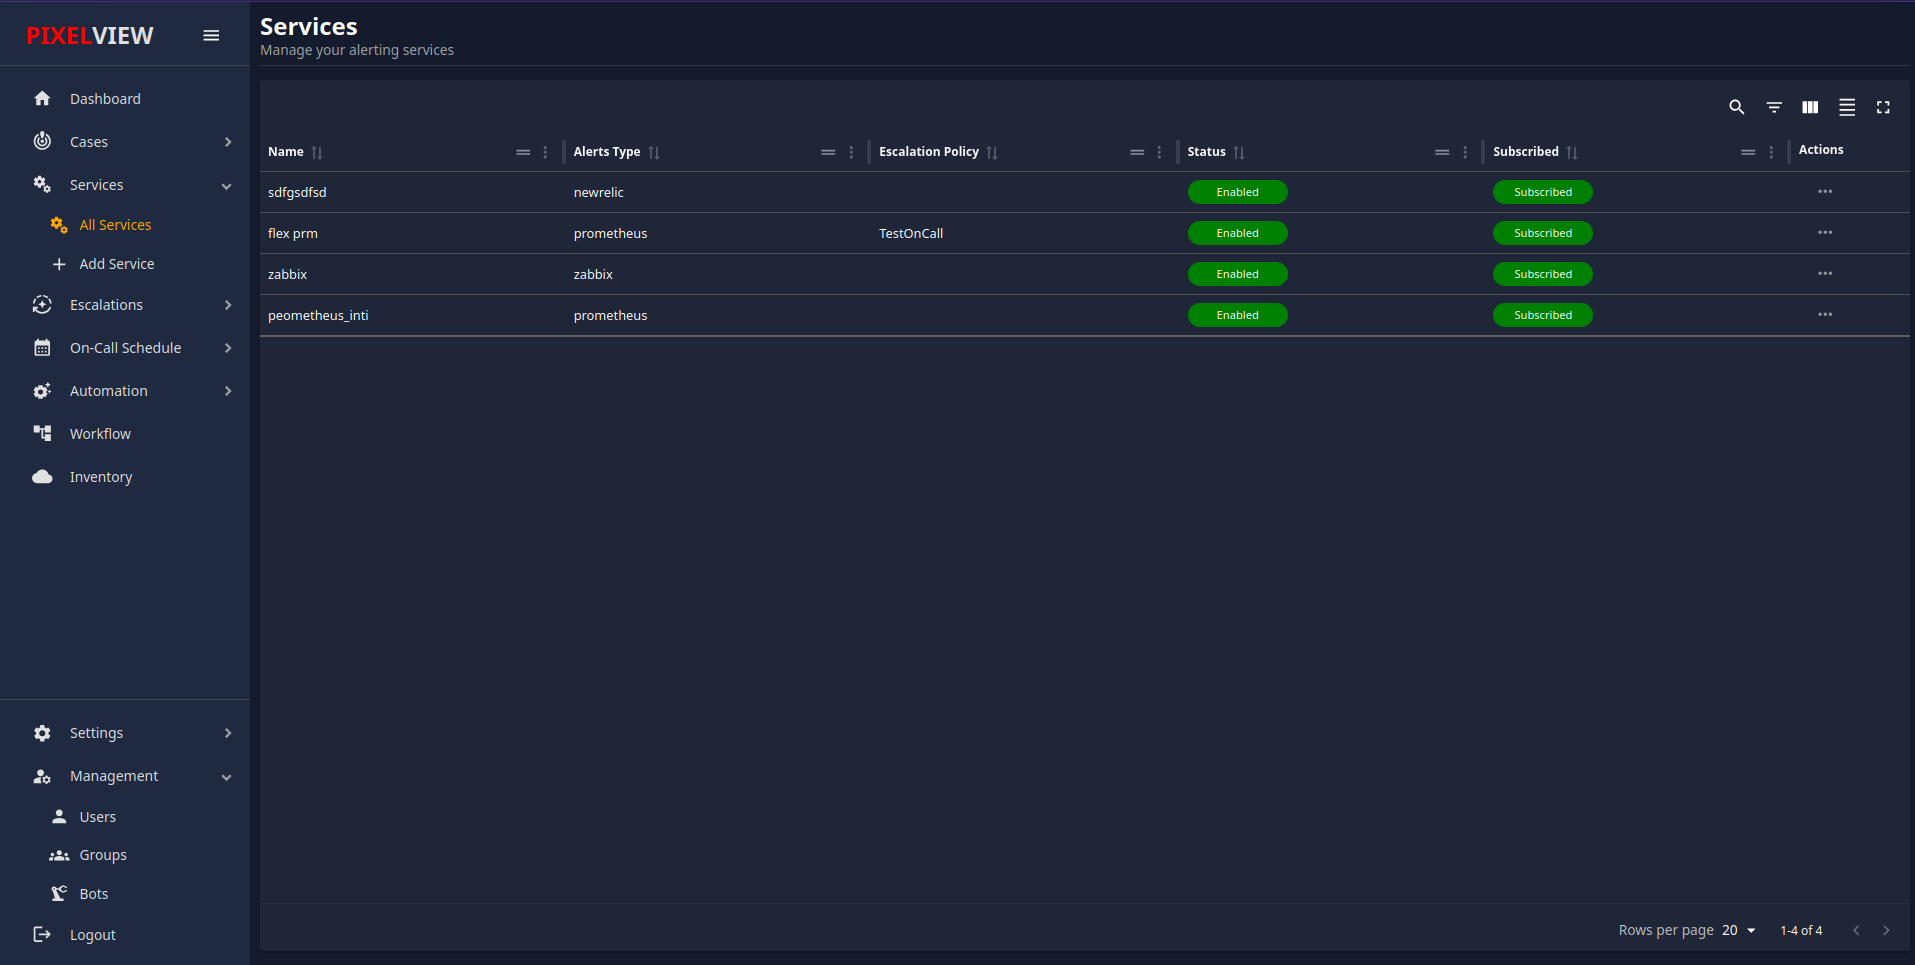 PIXELVIEW
Dashboard
Cases
Services
All Services
Add Service
Escalations
On-Call Schedule
Automation
Workflow
Inventory
Settings
Management
Users
Groups
Bots
Logout
Services
Manage your alerting services
Name Alerts Type Escalation Policy Status Subscribed Actions
sdfgsdfsd newrelic Enabled Subscribed
flex prm prometheus TestOnCall Enabled Subscribed
zabbix zabbix Enabled Subscribed
peometheus_inti prometheus Enabled Subscribed
Rows per page 20 1-4 of 4